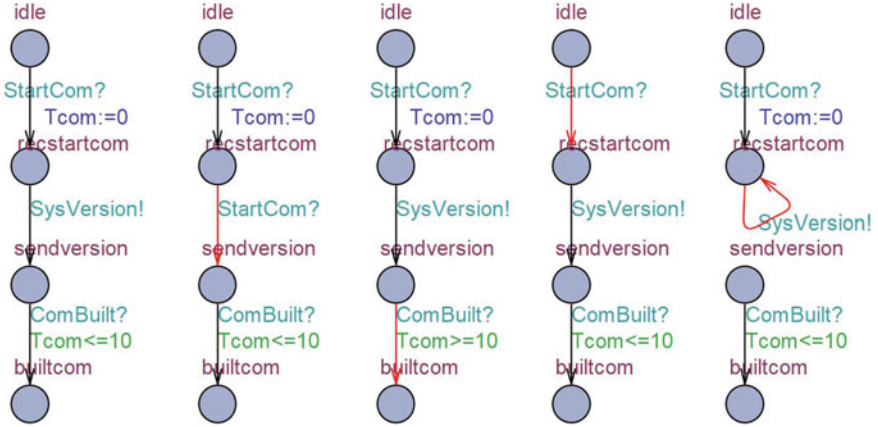 idle
StartCom?
Tcom:=0
recstartcom
SysVersion!
sendversion
ComBuilt?
Tcom<=10
builtcom
idle
StartCom?
Tcom:=0
recstartcom
StartCom?
sendversion
ComBuilt?
Tcom<=10
builtcom
idle
StartCom?
Tcom:=0
recstartcom
SysVersion!
sendversion
ComBuilt?
Tcom>=10
builtcom
idle
StartCom?
recstartcom
SysVersion!
sendversion
ComBuilt?
Tcom<=10
builtcom
idle
StartCom?
Tcom:=0
recstartcom
SysVersion!
sendversion
ComBuilt?
Tcom<=10
builtcom